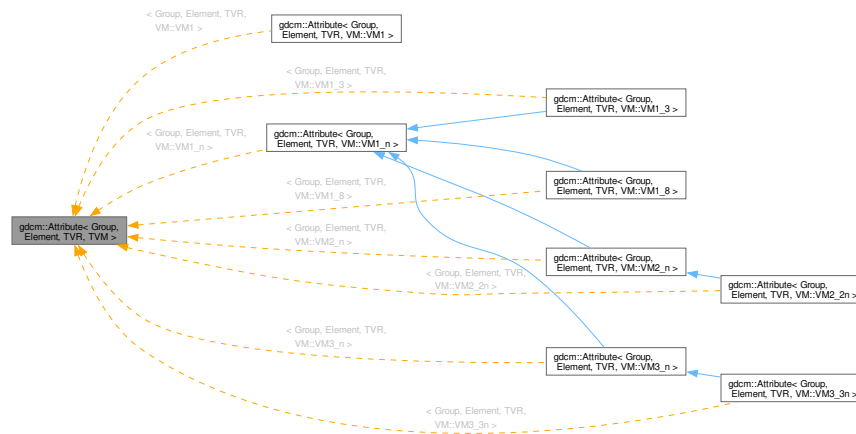 < Group, Element, TVR,
VM::VM1 >
gdcm::Attribute< Group,
Element, TVR, VM::VM1 >
< Group, Element, TVR,
VM::VM1_3 >
gdcm::Attribute< Group,
Element, TVR, VM::VM1_3 >
< Group, Element, TVR,
VM::VM1_n >
gdcm::Attribute< Group,
Element, TVR, VM::VM1_n >
< Group, Element, TVR,
VM::VM1_8 >
gdcm::Attribute< Group,
Element, TVR, VM::VM1_8 >
gdcm::Attribute< Group,
Element, TVR, TVM >
< Group, Element, TVR,
VM::VM2_n >
gdcm::Attribute< Group,
Element, TVR, VM::VM2_n >
< Group, Element, TVR,
VM::VM2_2n >
gdcm::Attribute< Group,
Element, TVR, VM::VM2_2n >
< Group, Element, TVR,
VM::VM3_n >
gdcm::Attribute< Group,
Element, TVR, VM::VM3_n >
gdcm::Attribute< Group,
Element, TVR, VM::VM3_3n >
< Group, Element, TVR,
VM::VM3_3n >